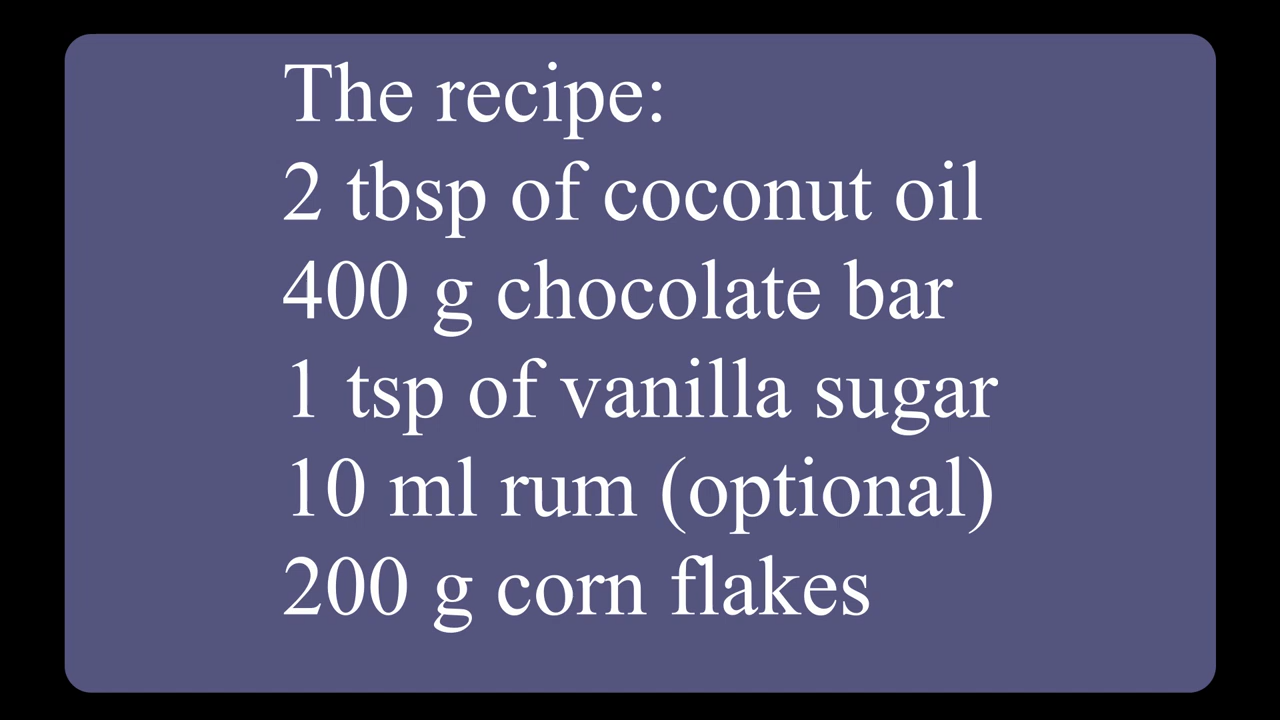 The recipe:
2 tbsp of coconut oil
400 g chocolate bar
1 tsp of vanilla sugar
10 ml rum (optional)
200 g corn flakes